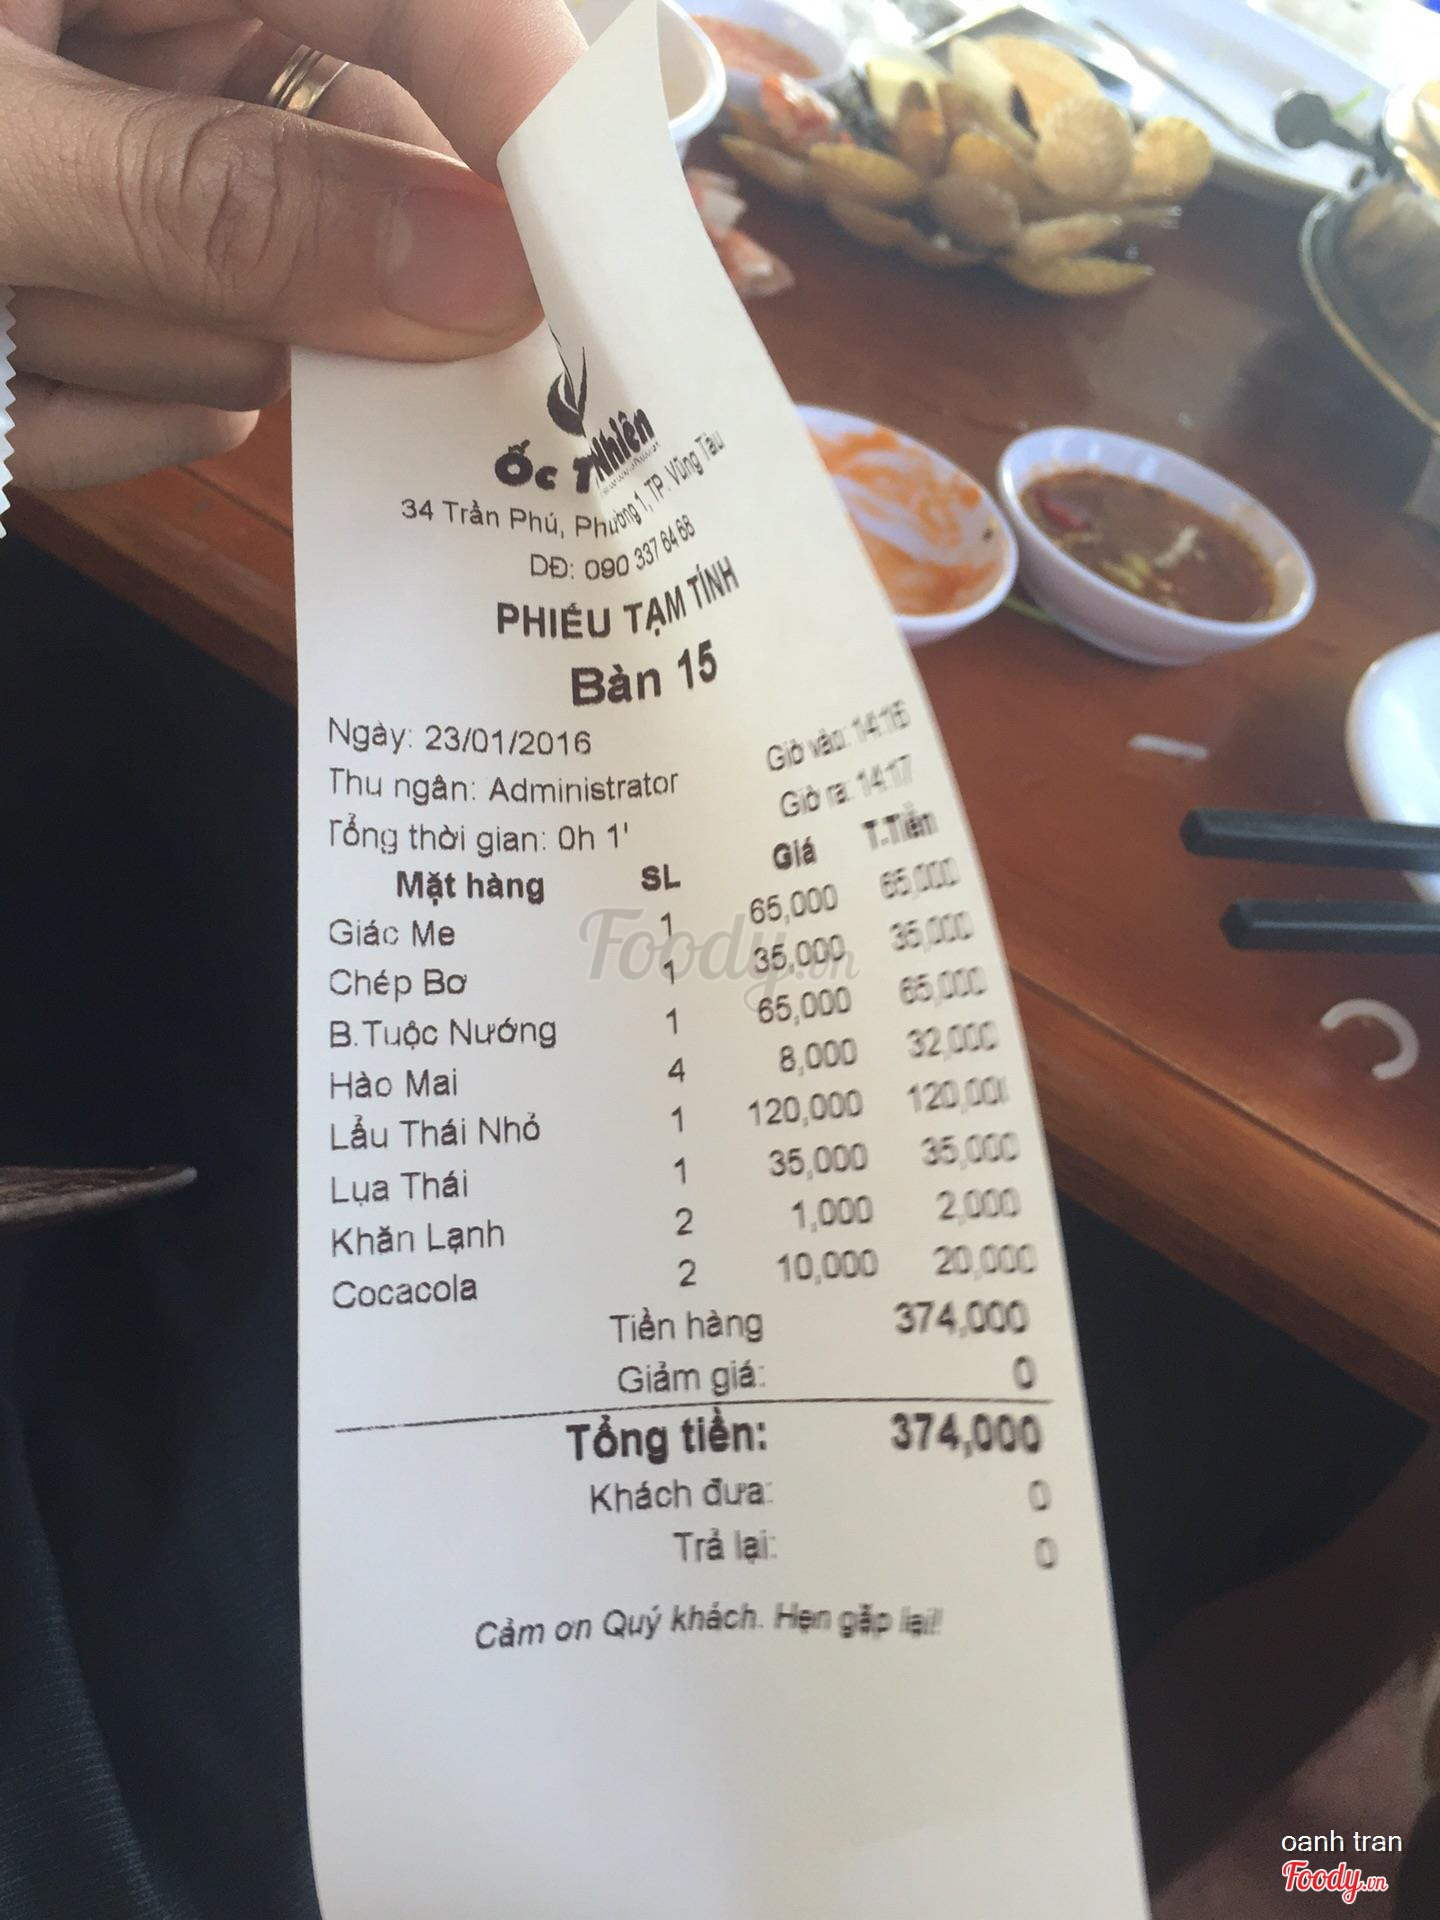 Ốc T Nhiên
34 Trần Phú, Phường 1, TP. Vũng Tàu
DĐ: 090 337 64 68
PHIẾU TẠM TÍNH
Bàn 15
Ngày: 23/01/2016 Giờ vào: 14:16
Thu ngân: Administrator Giờ ra: 14:17
Tổng thời gian: 0h 1'
Mặt hàng SL Giá T.Tiền
Giác Me 1 65,000 65,000
Chép Bơ 1 35,000 35,000
B.Tuộc Nướng 1 65,000 65,000
Hào Mai 4 8,000 32,000
Lẩu Thái Nhỏ 1 120,000 120,000
Lụa Thái 1 35,000 35,000
Khăn Lạnh 2 1,000 2,000
Cocacola 2 10,000 20,000
Tiền hàng 374,000
Giảm giá: 0
Tổng tiền: 374,000
Khách đưa: 0
Trả lại: 0
Cảm ơn Quý khách. Hẹn gặp lại!
Foody.vn
oanh tran
Foody.vn